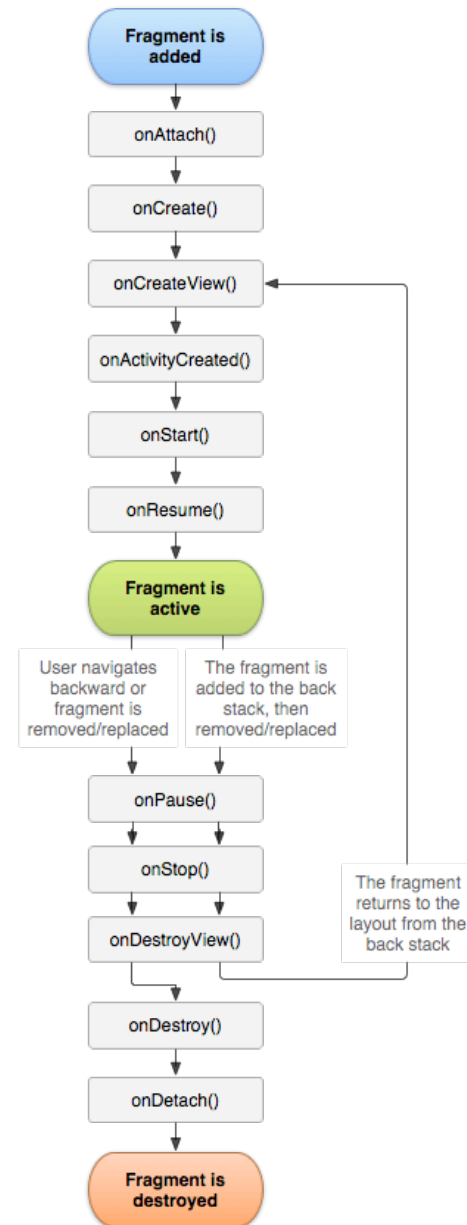 Fragment is
added
onAttach()
onCreate()
onCreateView()
onActivityCreated()
onStart()
onResume()
Fragment is
active
User navigates
backward or
fragment is
removed/replaced
The fragment is
added to the back
stack, then
removed/replaced
onPause()
onStop()
onDestroyView()
The fragment
returns to the
layout from the
back stack
onDestroy()
onDetach()
Fragment is
destroyed